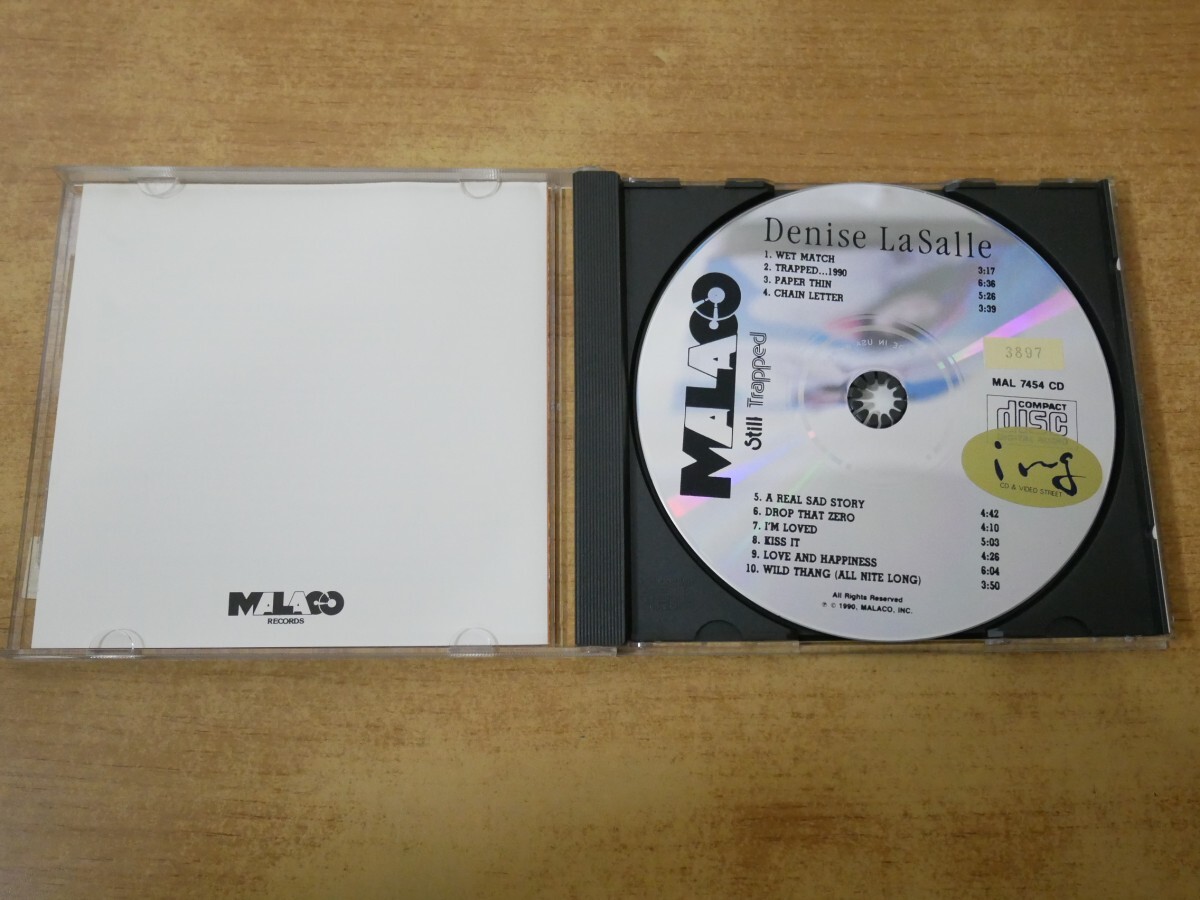 MALACO
RECORDS
Denise LaSalle
1. WET MATCH 3:17
2. TRAPPED...1990 6:36
3. PAPER THIN 5:26
4. CHAIN LETTER 3:39
MALACO
Still Trapped
3897
MAL 7454 CD
COMPACT
disc
ing
CD & VIDEO STREET
5. A REAL SAD STORY 4:42
6. DROP THAT ZERO 4:10
7. I'M LOVED 5:03
8. KISS IT 4:26
9. LOVE AND HAPPINESS 6:04
10. WILD THANG (ALL NITE LONG) 3:50
All Rights Reserved
℗ © 1990, MALACO, INC.